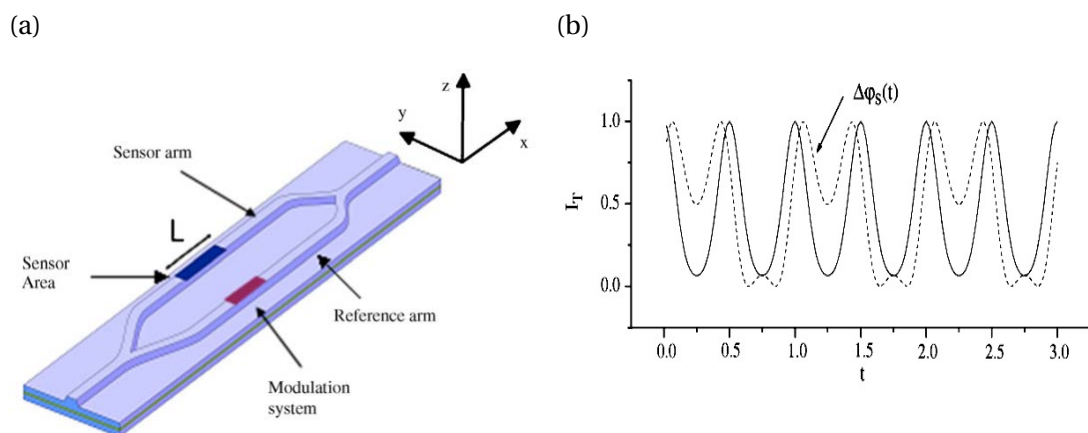 (a)
(b)
z
y
x
Sensor arm
L
Sensor
Area
Reference arm
Modulation
system
Δφs(t)
1.0
0.5
0.0
I_T
0.0 0.5 1.0 1.5 2.0 2.5 3.0
t